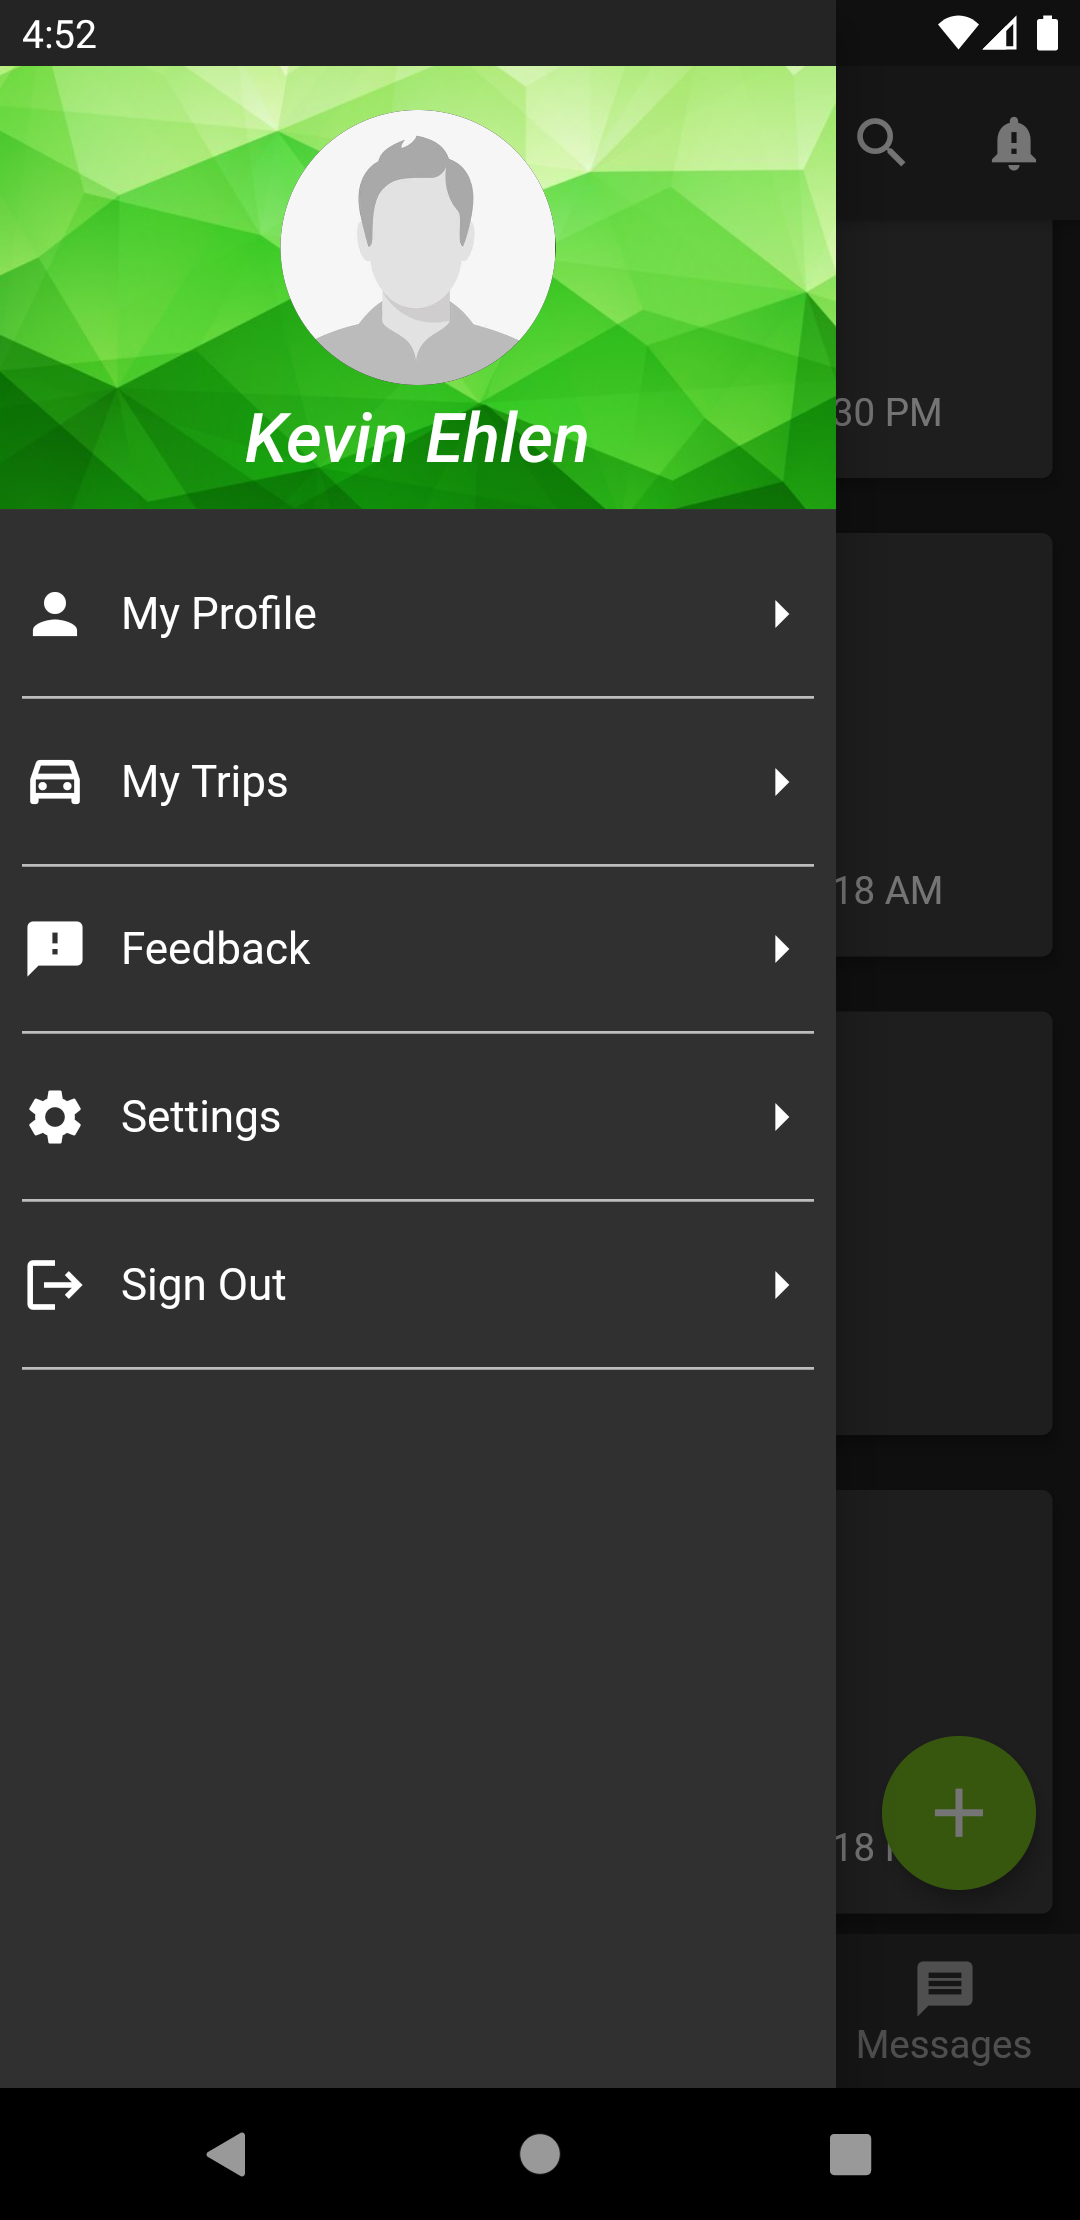 4:52
30 PM
Kevin Ehlen
My Profile
My Trips
18 AM
Feedback
Settings
Sign Out
18
Messages